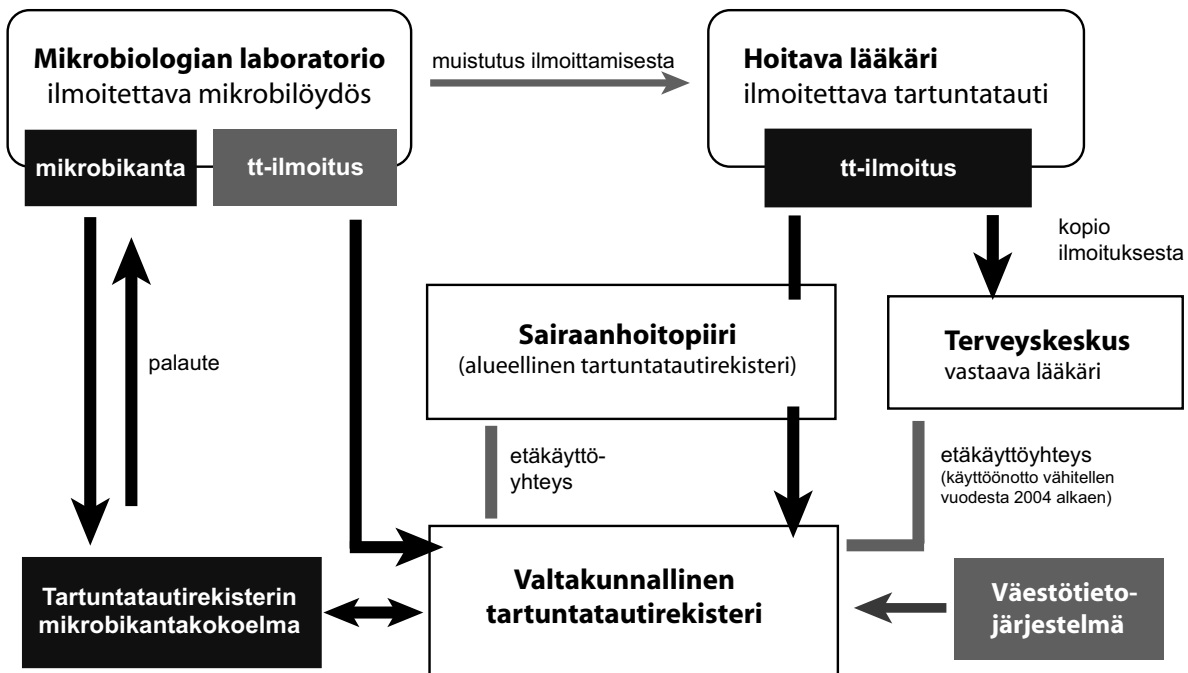 Mikrobiologian laboratorio
ilmoitettava mikrobilöydös
mikrobikanta
tt-ilmoitus
muistutus ilmoittamisesta
Hoitava lääkäri
ilmoitettava tartuntatauti
tt-ilmoitus
kopio
ilmoituksesta
palaute
Sairaanhoitopiiri
(alueellinen tartuntatautirekisteri)
Terveyskeskus
vastaava lääkäri
etäkäyttö-
yhteys
etäkäyttöyhteys
(käyttöönotto vähitellen
vuodesta 2004 alkaen)
Tartuntatautirekisterin
mikrobikantakokoelma
Valtakunnallinen
tartuntatautirekisteri
Väestötieto-
järjestelmä